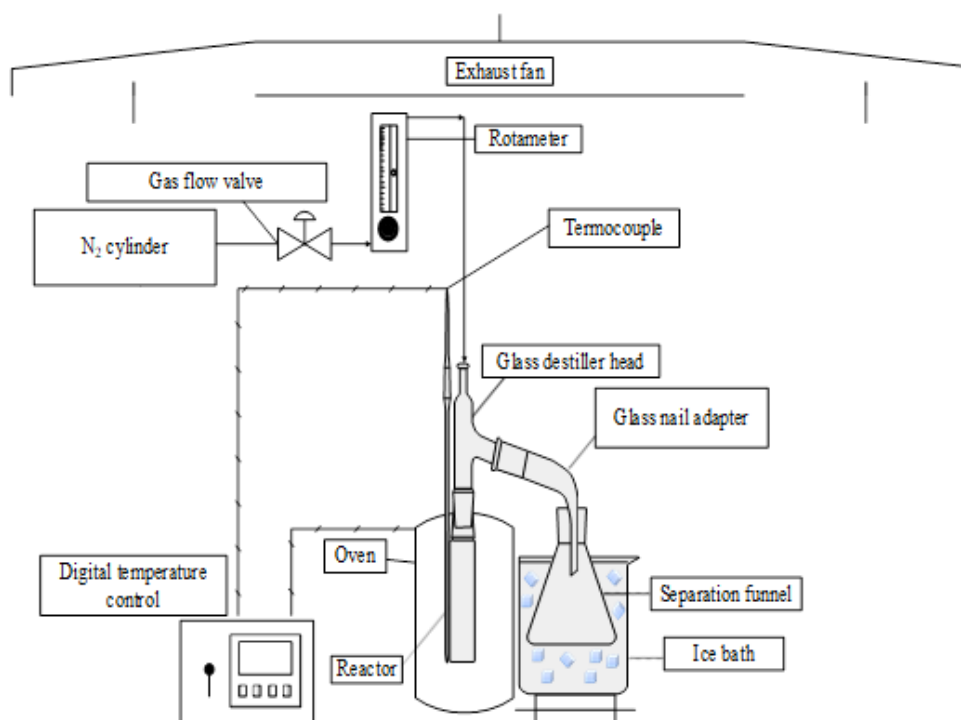 Exhaust fan
Rotameter
Gas flow valve
N₂ cylinder
Termocouple
Glass destiller head
Glass nail adapter
Oven
Digital temperature
control
Separation funnel
Reactor
Ice bath